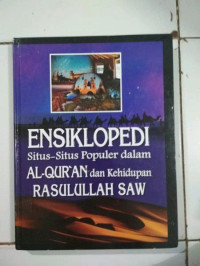 ENSIKLOPEDI
Situs-Situs Populer dalam
AL-QUR'AN dan Kehidupan
RASULULLAH SAW